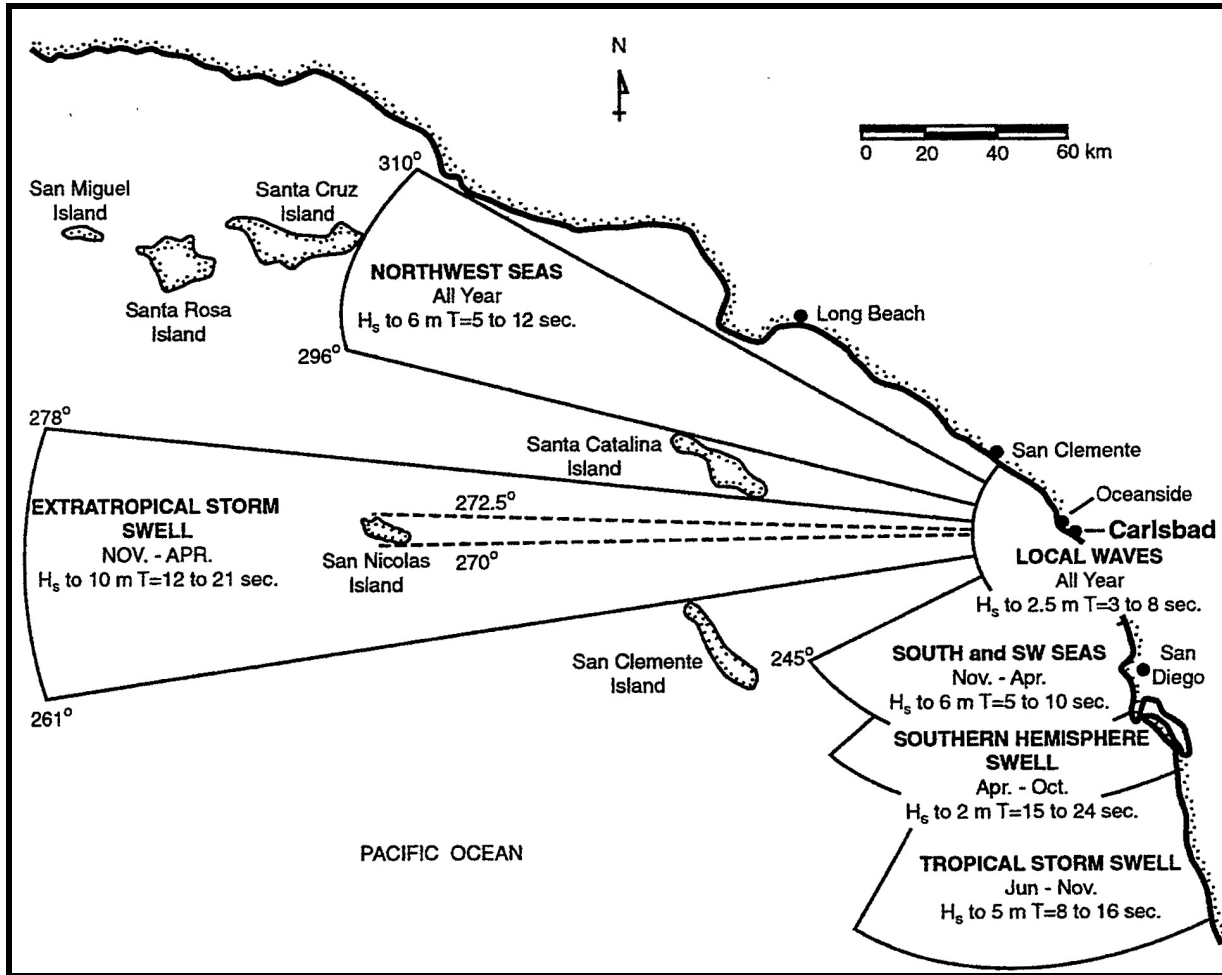 N
0 20 40 60 km
310°
San Miguel
Island
Santa Cruz
Island
Santa Rosa
Island
NORTHWEST SEAS
All Year
Hs to 6 m T=5 to 12 sec.
Long Beach
296°
278°
Santa Catalina
Island
San Clemente
Oceanside
Carlsbad
EXTRATROPICAL STORM
SWELL
NOV. - APR.
Hs to 10 m T=12 to 21 sec.
272.5°
San Nicolas
Island
270°
LOCAL WAVES
All Year
Hs to 2.5 m T=3 to 8 sec.
San Clemente
Island
245°
SOUTH and SW SEAS
Nov. - Apr.
Hs to 6 m T=5 to 10 sec.
San
Diego
261°
SOUTHERN HEMISPHERE
SWELL
Apr. - Oct.
Hs to 2 m T=15 to 24 sec.
PACIFIC OCEAN
TROPICAL STORM SWELL
Jun - Nov.
Hs to 5 m T=8 to 16 sec.